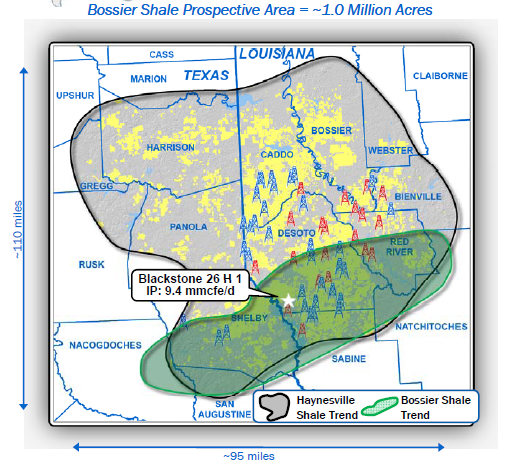 Bossier Shale Prospective Area = ~1.0 Million Acres
CASS
LOUISIANA
MARION
TEXAS
CLAIBORNE
UPSHUR
BOSSIER
HARRISON
CADDO
WEBSTER
GREGG
BIENVILLE
PANOLA
DESOTO
RED
RIVER
~110 miles
RUSK
Blackstone 26 H 1
IP: 9.4 mmcfe/d
SHELBY
NATCHITOCHES
NACOGDOCHES
SABINE
SAN
AUGUSTINE
Haynesville
Shale Trend
Bossier Shale
Trend
~95 miles